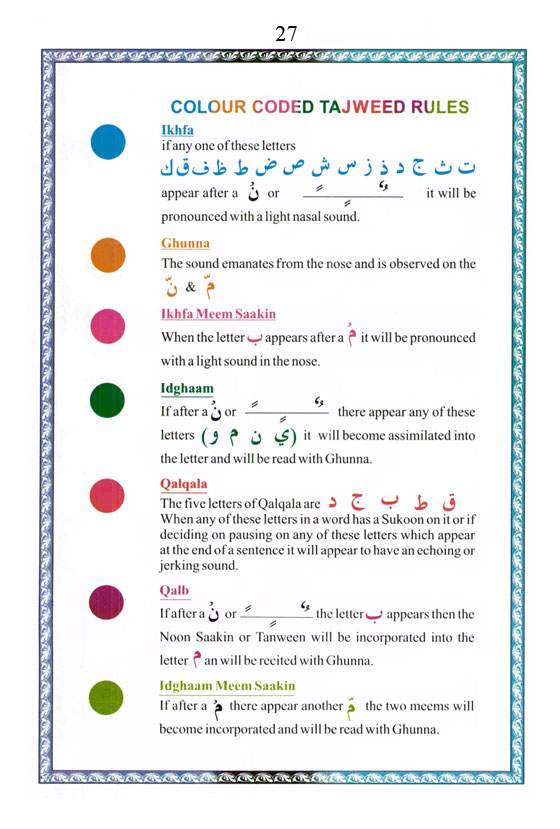 27
COLOUR CODED TAJWEED RULES
Ikhfa
if any one of these letters
ت ث ج د ذ ز س ش ص ض ط ظ ف ق ك
appear after a نْ or ـًـٍـٌ it will be
pronounced with a light nasal sound.
Ghunna
The sound emanates from the nose and is observed on the
نّ & مّ
Ikhfa Meem Saakin
When the letter ب appears after a مْ it will be pronounced
with a light sound in the nose.
Idghaam
If after a نْ or ـًـٍـٌ there appear any of these
letters (ي ن م و) it will become assimilated into
the letter and will be read with Ghunna.
Qalqala
The five letters of Qalqala are ق ط ب ج د
When any of these letters in a word has a Sukoon on it or if
deciding on pausing on any of these letters which appear
at the end of a sentence it will appear to have an echoing or
jerking sound.
Qalb
If after a نْ or ـًـٍـٌ the letter ب appears then the
Noon Saakin or Tanween will be incorporated into the
letter م an will be recited with Ghunna.
Idghaam Meem Saakin
If after a مْ there appear another مّ the two meems will
become incorporated and will be read with Ghunna.